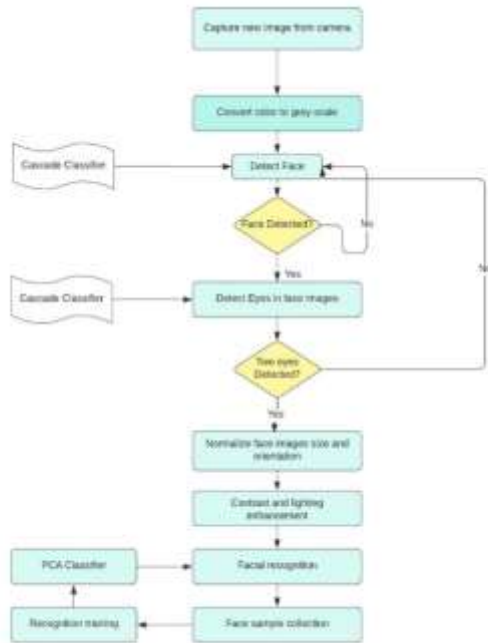 Capture new image from camera
Convert color to grey-scale
Cascade Classifier
Detect Face
Face Detected?
No
Yes
Cascade Classifier
Detect Eyes in face images
No
Two eyes
Detected?
Yes
Normalize face images size and
orientation
Contrast and lighting
enhancement
PCA Classifier
Facial recognition
Recognition training
Face sample collection